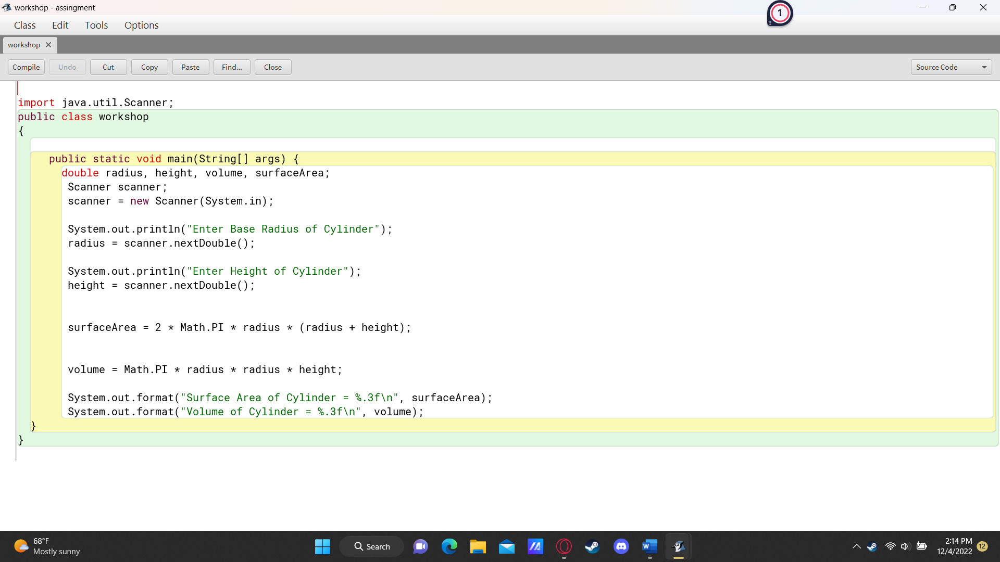 workshop - assingment
1
Class Edit Tools Options
workshop
Compile Undo Cut Copy Paste Find... Close Source Code
import java.util.Scanner;
public class workshop
{
public static void main(String[] args) {
double radius, height, volume, surfaceArea;
Scanner scanner;
scanner = new Scanner(System.in);
System.out.println("Enter Base Radius of Cylinder");
radius = scanner.nextDouble();
System.out.println("Enter Height of Cylinder");
height = scanner.nextDouble();
surfaceArea = 2 * Math.PI * radius * (radius + height);
volume = Math.PI * radius * radius * height;
System.out.format("Surface Area of Cylinder = %.3f\n", surfaceArea);
System.out.format("Volume of Cylinder = %.3f\n", volume);
}
}
68°F
Mostly sunny
Search
W
2:14 PM
12/4/2022
12